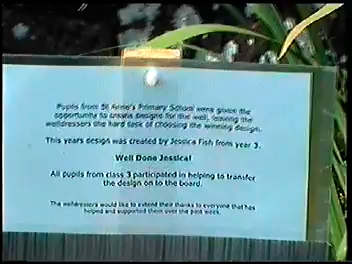 Pupils from St Anne's Primary School were given the
opportunity to create designs for the well, leaving the
welldressers the hard task of choosing the winning design.
This years design was created by Jessica Fish from year 3.
Well Done Jessica!
All pupils from class 3 participated in helping to transfer
the design on to the board.
The welldressers would like to extend their thanks to everyone that has
helped and supported them over the past week.